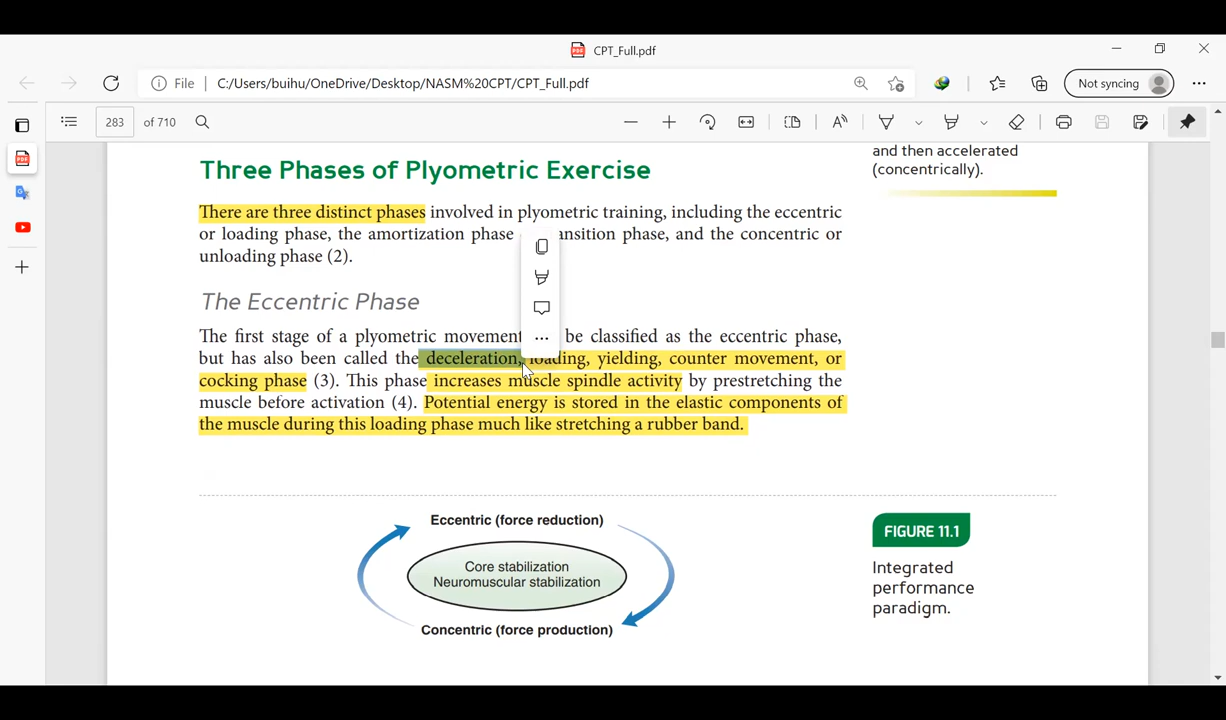 CPT_Full.pdf
File C:/Users/buihu/OneDrive/Desktop/NASM%20CPT/CPT_Full.pdf
Not syncing
283 of 710
and then accelerated
(concentrically).
Three Phases of Plyometric Exercise
There are three distinct phases involved in plyometric training, including the eccentric
or loading phase, the amortization phase transition phase, and the concentric or
unloading phase (2).
The Eccentric Phase
The first stage of a plyometric movement be classified as the eccentric phase,
but has also been called the deceleration, loading, yielding, counter movement, or
cocking phase (3). This phase increases muscle spindle activity by prestretching the
muscle before activation (4). Potential energy is stored in the elastic components of
the muscle during this loading phase much like stretching a rubber band.
Eccentric (force reduction)
Core stabilization
Neuromuscular stabilization
Concentric (force production)
FIGURE 11.1
Integrated
performance
paradigm.